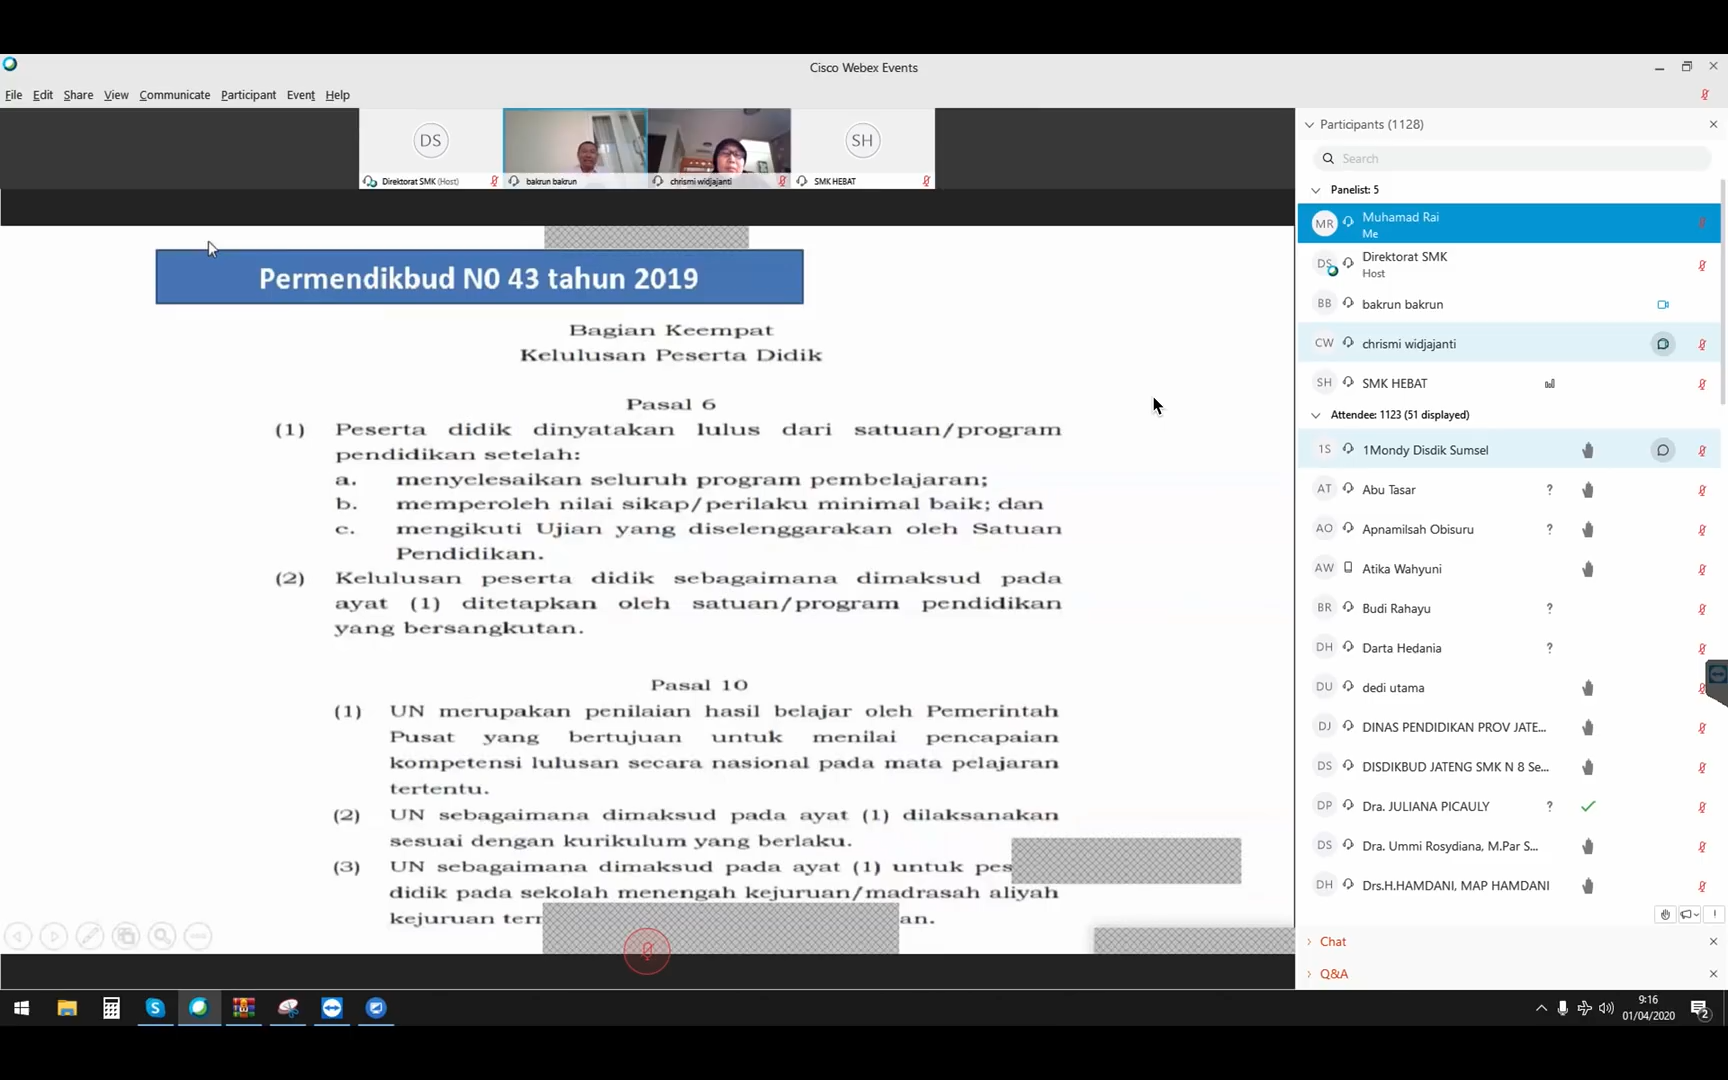 Cisco Webex Events
File Edit Share View Communicate Participant Event Help
DS
SH
Direktorat SMK (Host)
bakrun bakrun
chrismi widjajanti
SMK HEBAT
Permendikbud N0 43 tahun 2019
Bagian Keempat
Kelulusan Peserta Didik
Pasal 6
(1) Peserta didik dinyatakan lulus dari satuan/program
pendidikan setelah:
a. menyelesaikan seluruh program pembelajaran;
b. memperoleh nilai sikap/perilaku minimal baik; dan
c. mengikuti Ujian yang diselenggarakan oleh Satuan
Pendidikan.
(2) Kelulusan peserta didik sebagaimana dimaksud pada
ayat (1) ditetapkan oleh satuan/program pendidikan
yang bersangkutan.
Pasal 10
(1) UN merupakan penilaian hasil belajar oleh Pemerintah
Pusat yang bertujuan untuk menilai pencapaian
kompetensi lulusan secara nasional pada mata pelajaran
tertentu.
(2) UN sebagaimana dimaksud pada ayat (1) dilaksanakan
sesuai dengan kurikulum yang berlaku.
(3) UN sebagaimana dimaksud pada ayat (1) untuk
didik pada sekolah menengah kejuruan/madrasah aliyah
kejuruan
Participants (1128)
Search
Panelist: 5
MR Muhamad Rai
Me
DS Direktorat SMK
Host
BB bakrun bakrun
CW chrismi widjajanti
SH SMK HEBAT
Attendee: 1123 (51 displayed)
1S 1Mondy Disdik Sumsel
AT Abu Tasar ?
AO Apnamilsah Obisuru ?
AW Atika Wahyuni
BR Budi Rahayu ?
DH Darta Hedania ?
DU dedi utama
DJ DINAS PENDIDIKAN PROV JATE...
DS DISDIKBUD JATENG SMK N 8 Se...
DP Dra. JULIANA PICAULY ?
DS Dra. Ummi Rosydiana, M.Par S...
DH Drs.H.HAMDANI, MAP HAMDANI
Chat
Q&A
9:16
01/04/2020
2